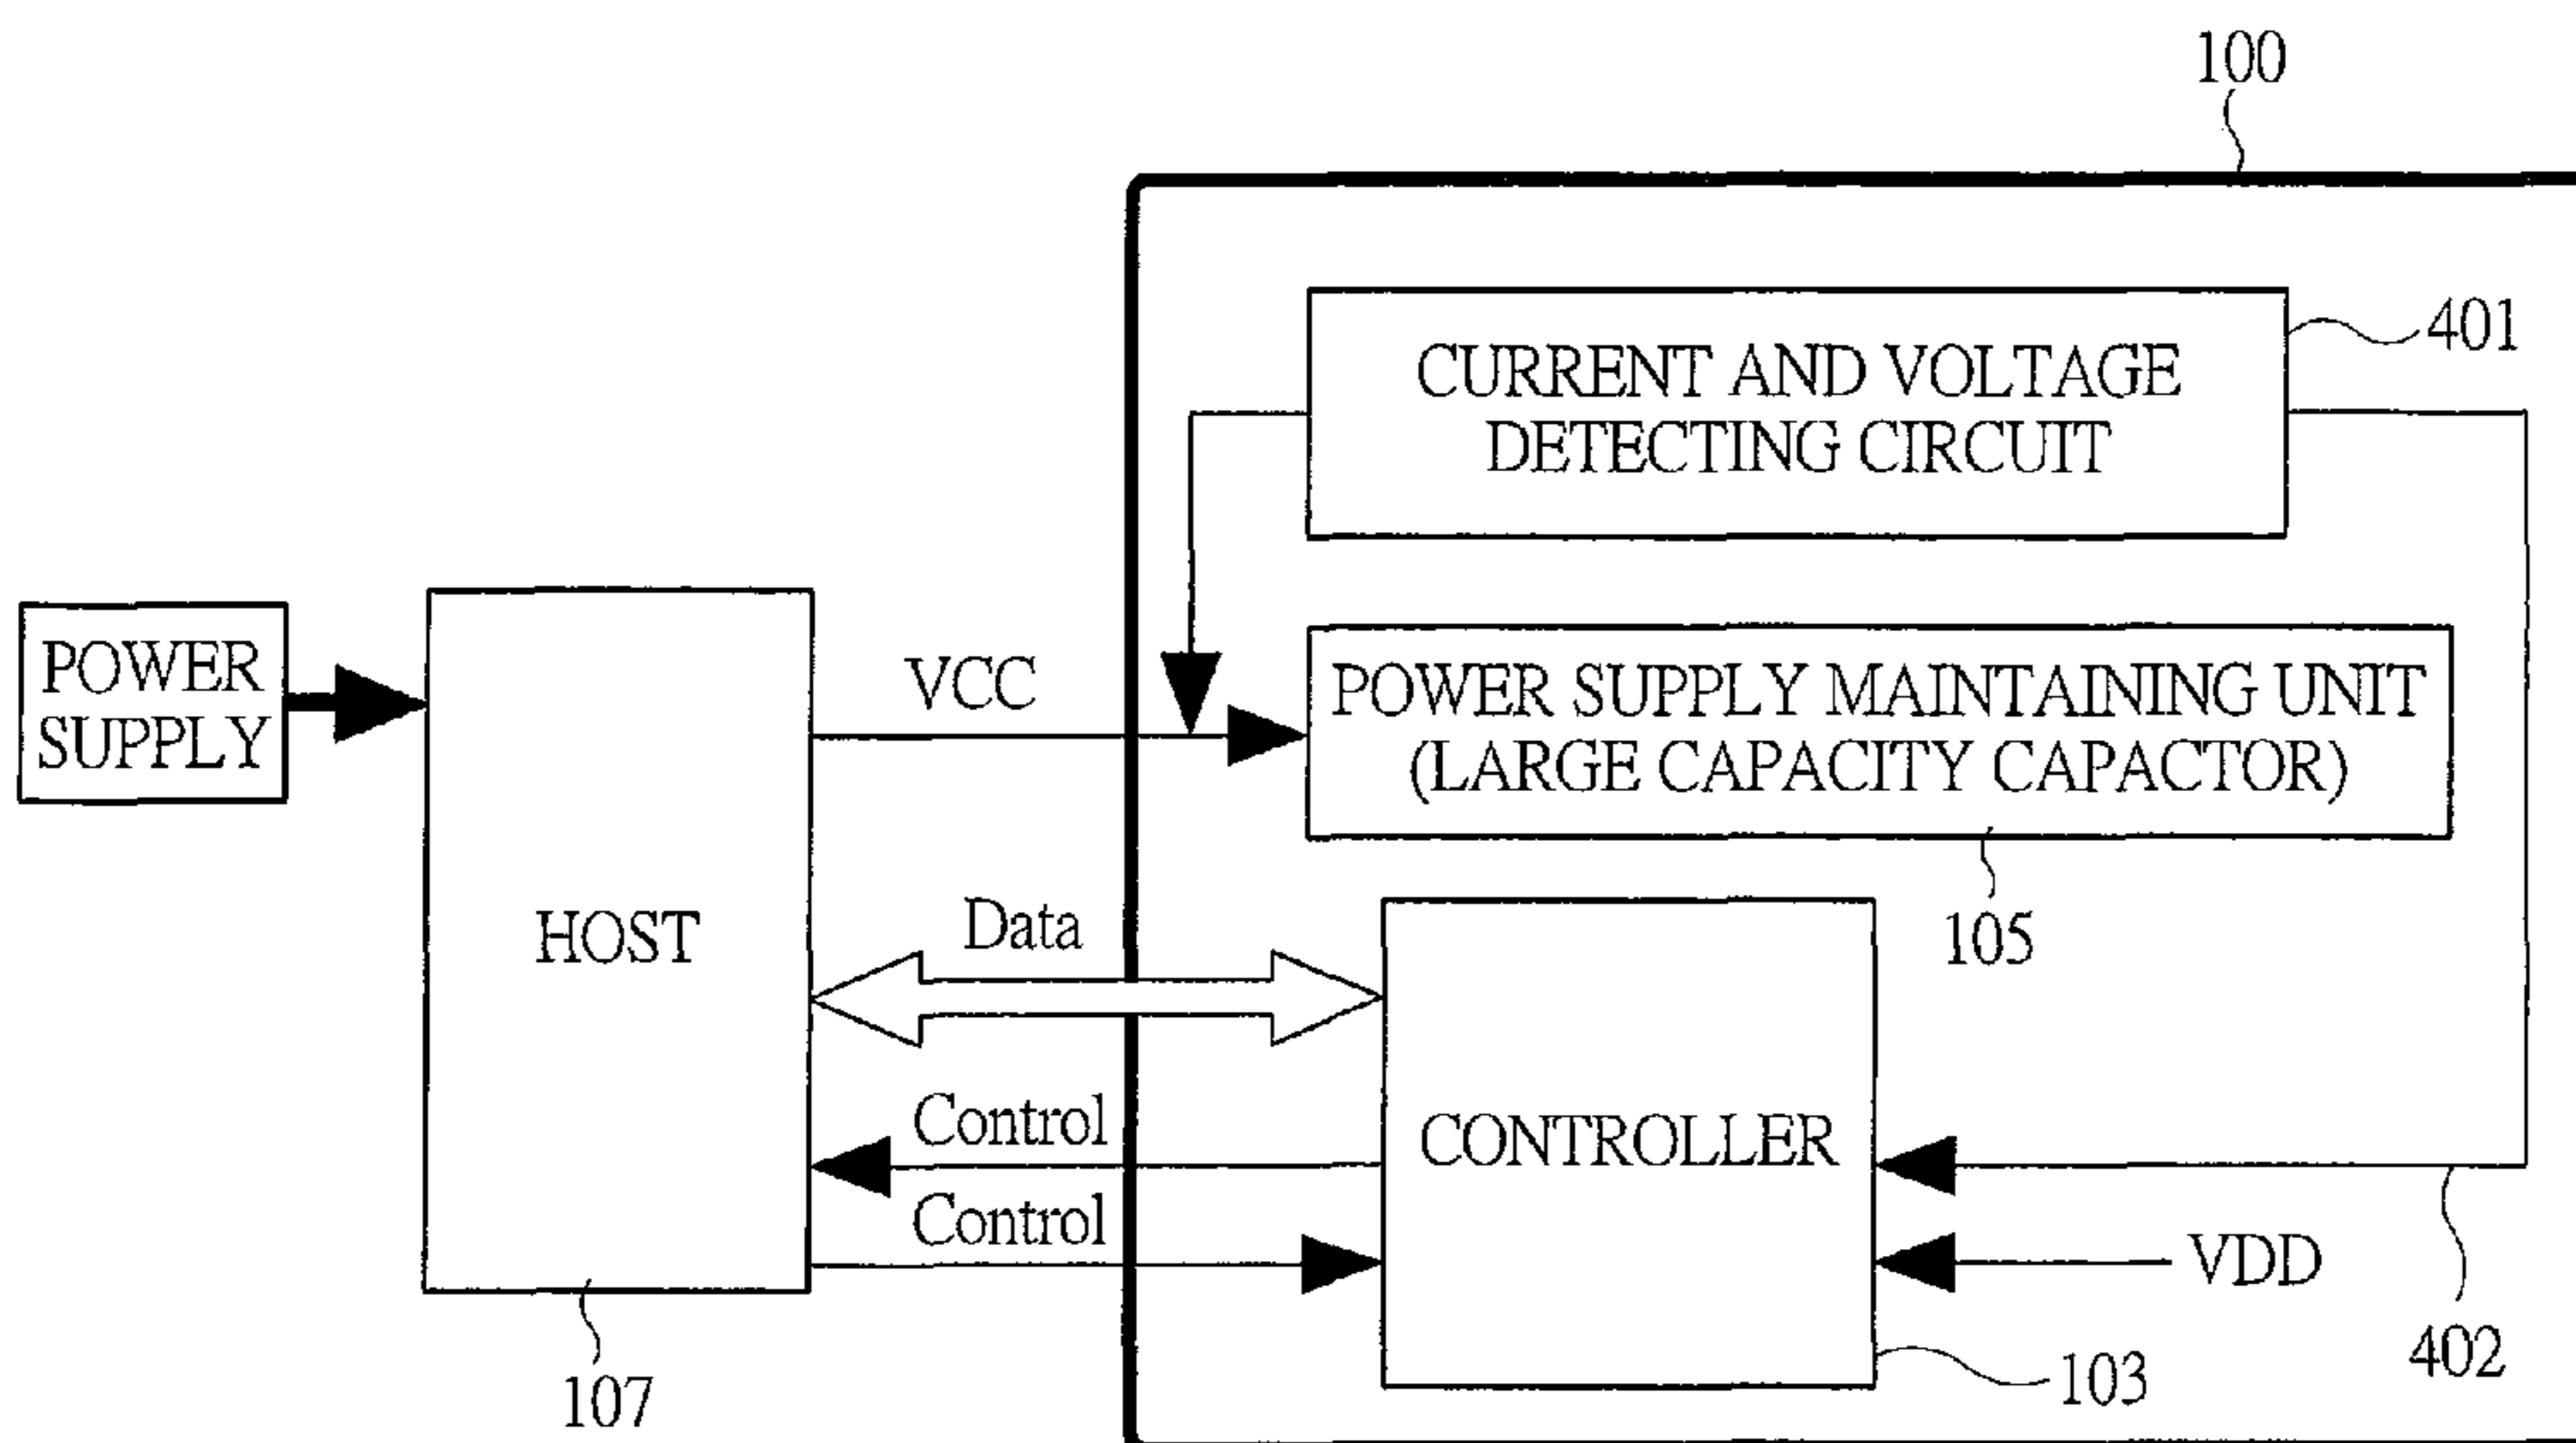 100
CURRENT AND VOLTAGE
DETECTING CIRCUIT
401
POWER
SUPPLY
VCC
POWER SUPPLY MAINTAINING UNIT
(LARGE CAPACITY CAPACTOR)
105
HOST
Data
Control
Control
CONTROLLER
VDD
402
103
107